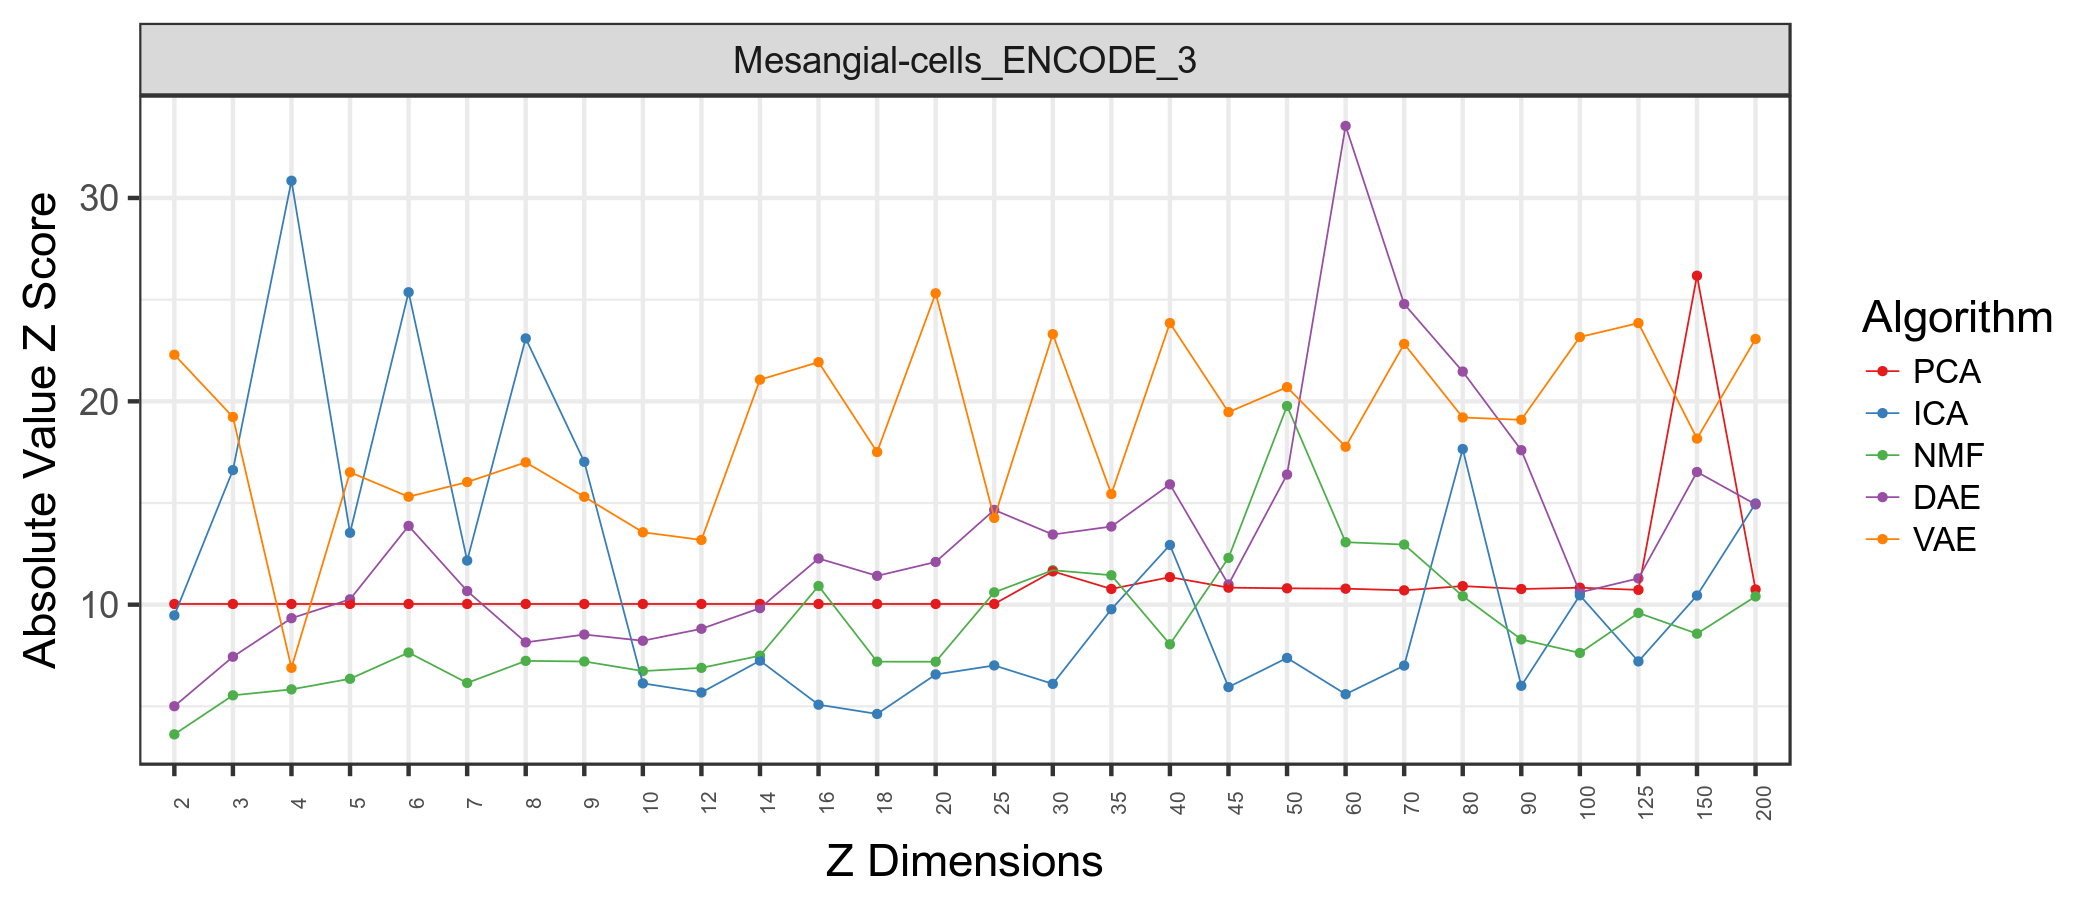 Mesangial-cells_ENCODE_3
Absolute Value Z Score
30
20
10
2 3 4 5 6 7 8 9 10 12 14 16 18 20 25 30 35 40 45 50 60 70 80 90 100 125 150 200
Z Dimensions
Algorithm
PCA
ICA
NMF
DAE
VAE